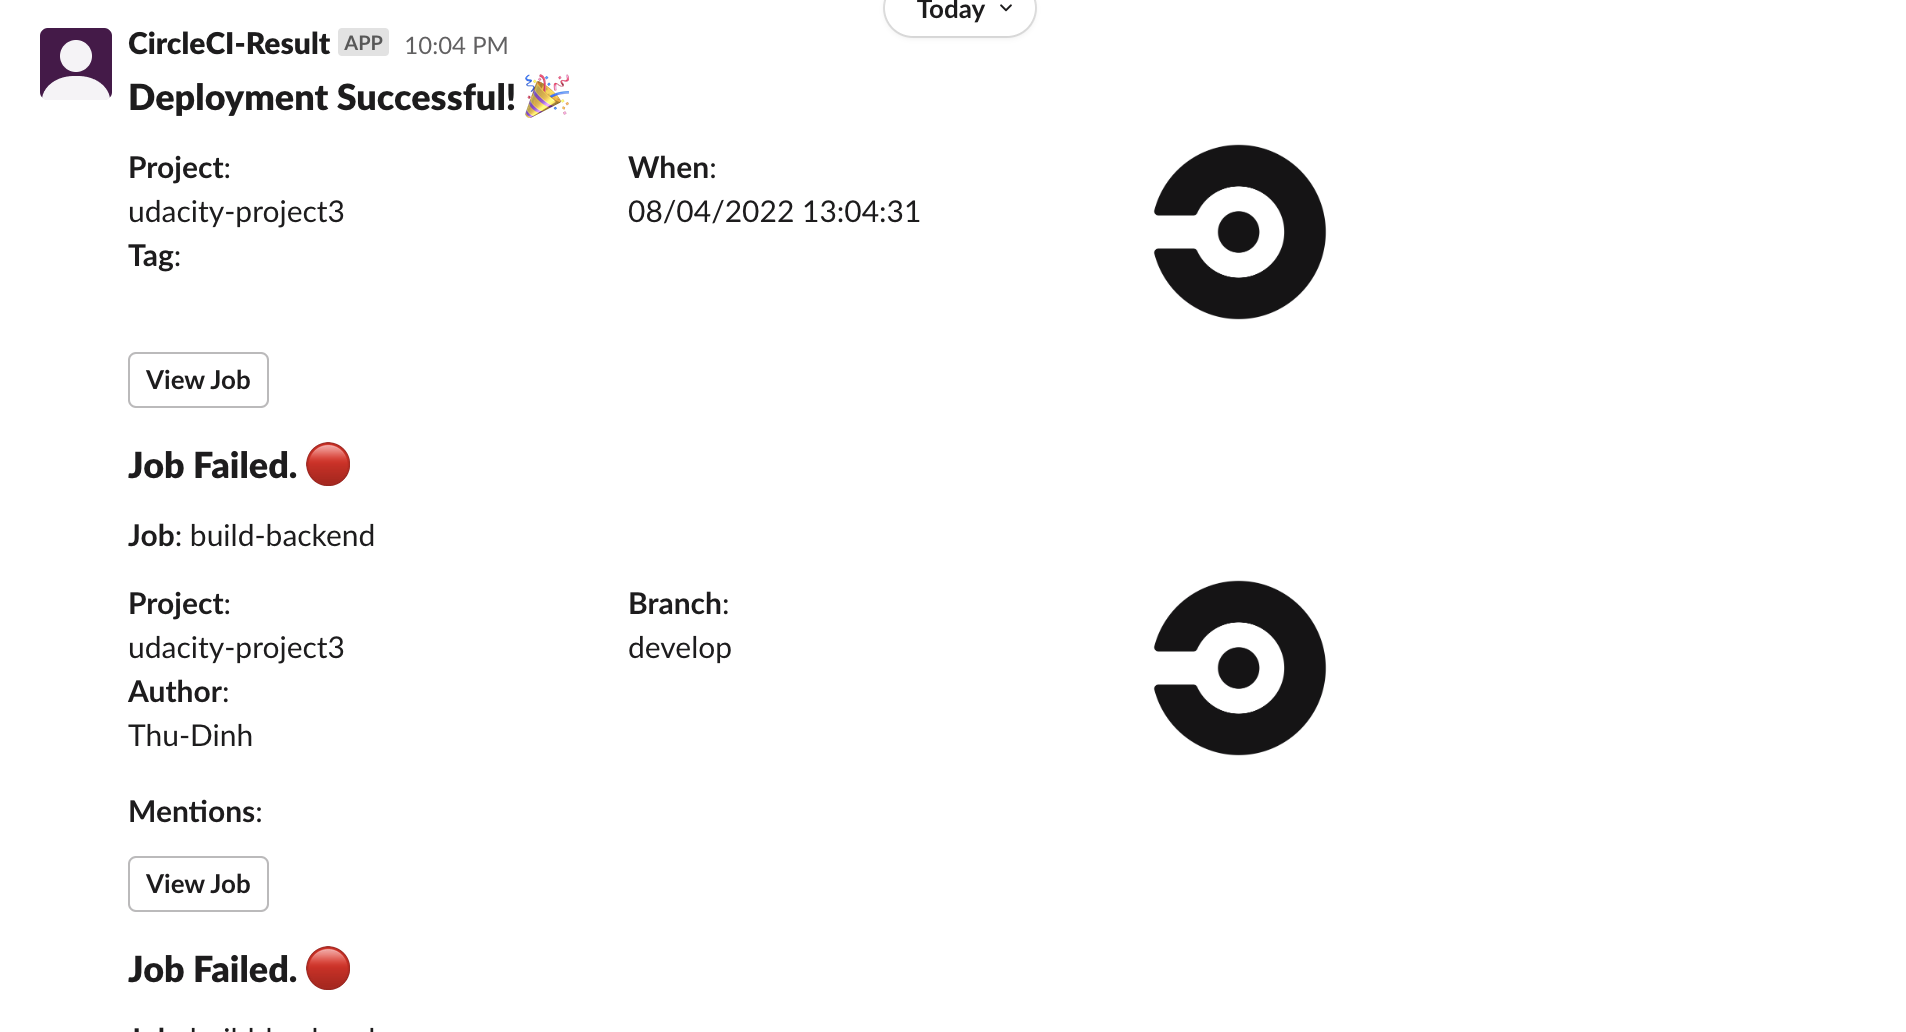 Today
CircleCI-Result APP 10:04 PM
Deployment Successful!
Project:
udacity-project3
When:
08/04/2022 13:04:31
Tag:
View Job
Job Failed.
Job: build-backend
Project:
udacity-project3
Branch:
develop
Author:
Thu-Dinh
Mentions:
View Job
Job Failed.